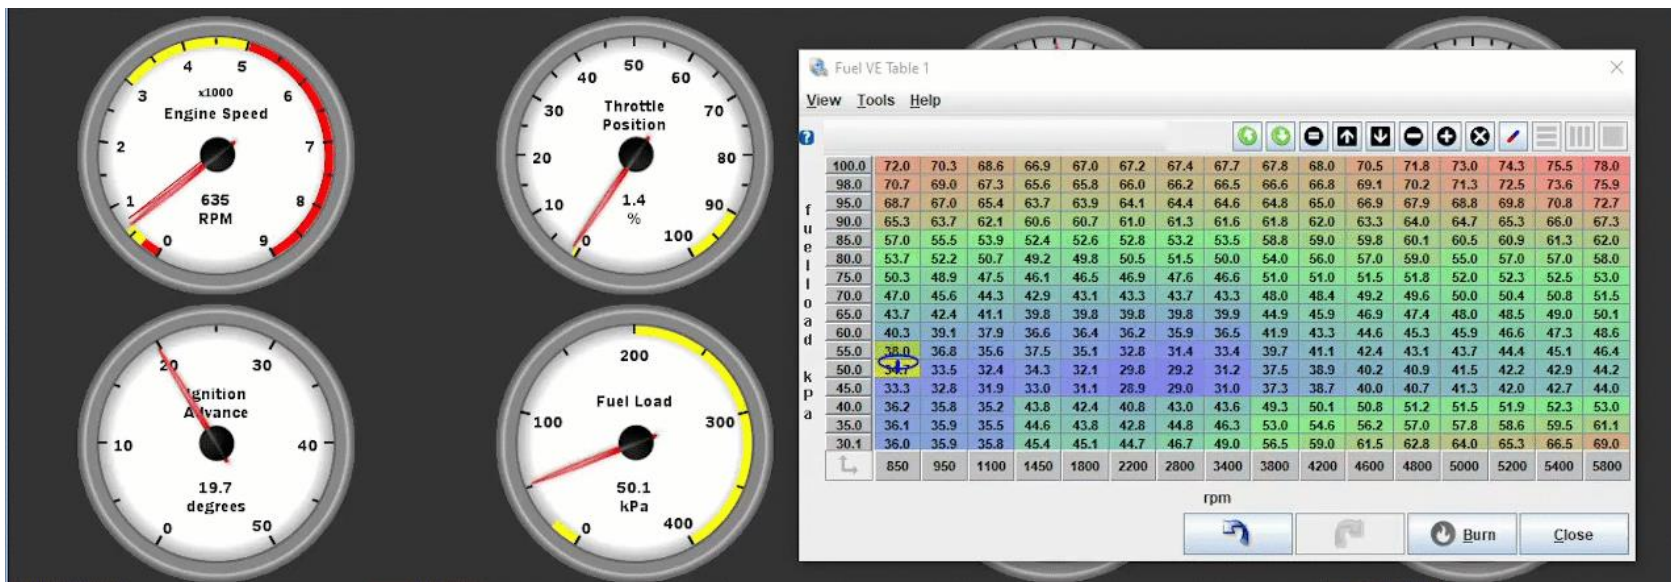 3 4 5 6 7 8 9 0 1 2
x1000
Engine Speed
635
RPM
0 10 20 30 40 50 60 70 80 90 100
Throttle
Position
1.4
%
0 10 20 30 40 50
Ignition
Advance
19.7
degrees
0 100 200 300 400
Fuel Load
50.1
kPa
Fuel VE Table 1
View Tools Help
fuelload kpa
100.0 72.0 70.3 68.6 66.9 67.0 67.2 67.4 67.7 67.8 68.0 70.5 71.8 73.0 74.3 75.5 78.0
98.0 70.7 69.0 67.3 65.6 65.8 66.0 66.2 66.5 66.6 66.8 69.1 70.2 71.3 72.5 73.6 75.9
95.0 68.7 67.0 65.4 63.7 63.9 64.1 64.4 64.6 64.8 65.0 66.9 67.9 68.8 69.8 70.8 72.7
90.0 65.3 63.7 62.1 60.6 60.7 61.0 61.3 61.6 61.8 62.0 63.3 64.0 64.7 65.3 66.0 67.3
85.0 57.0 55.5 53.9 52.4 52.6 52.8 53.2 53.5 58.8 59.0 59.8 60.1 60.5 60.9 61.3 62.0
80.0 53.7 52.2 50.7 49.2 49.8 50.5 51.5 50.0 54.0 56.0 57.0 59.0 55.0 57.0 57.0 58.0
75.0 50.3 48.9 47.5 46.1 46.5 46.9 47.6 46.6 51.0 51.0 51.5 51.8 52.0 52.3 52.5 53.0
70.0 47.0 45.6 44.3 42.9 43.1 43.3 43.7 43.3 48.0 48.4 49.2 49.6 50.0 50.4 50.8 51.5
65.0 43.7 42.4 41.1 39.8 39.8 39.8 39.8 39.9 44.9 45.9 46.9 47.4 48.0 48.5 49.0 50.1
60.0 40.3 39.1 37.9 36.6 36.4 36.2 35.9 36.5 41.9 43.3 44.6 45.3 45.9 46.6 47.3 48.6
55.0 38.0 36.8 35.6 37.5 35.1 32.8 31.4 33.4 39.7 41.1 42.4 43.1 43.7 44.4 45.1 46.4
50.0 34.7 33.5 32.4 34.3 32.1 29.8 29.2 31.2 37.5 38.9 40.2 40.9 41.5 42.2 42.9 44.2
45.0 33.3 32.8 31.9 33.0 31.1 28.9 29.0 31.0 37.3 38.7 40.0 40.7 41.3 42.0 42.7 44.0
40.0 36.2 35.8 35.2 43.8 42.4 40.8 43.0 43.6 49.3 50.1 50.8 51.2 51.5 51.9 52.3 53.0
35.0 36.1 35.9 35.5 44.6 43.8 42.8 44.8 46.3 53.0 54.6 56.2 57.0 57.8 58.6 59.5 61.1
30.1 36.0 35.9 35.8 45.4 45.1 44.7 46.7 49.0 56.5 59.0 61.5 62.8 64.0 65.3 66.5 69.0
850 950 1100 1450 1800 2200 2800 3400 3800 4200 4600 4800 5000 5200 5400 5800
rpm
Burn Close